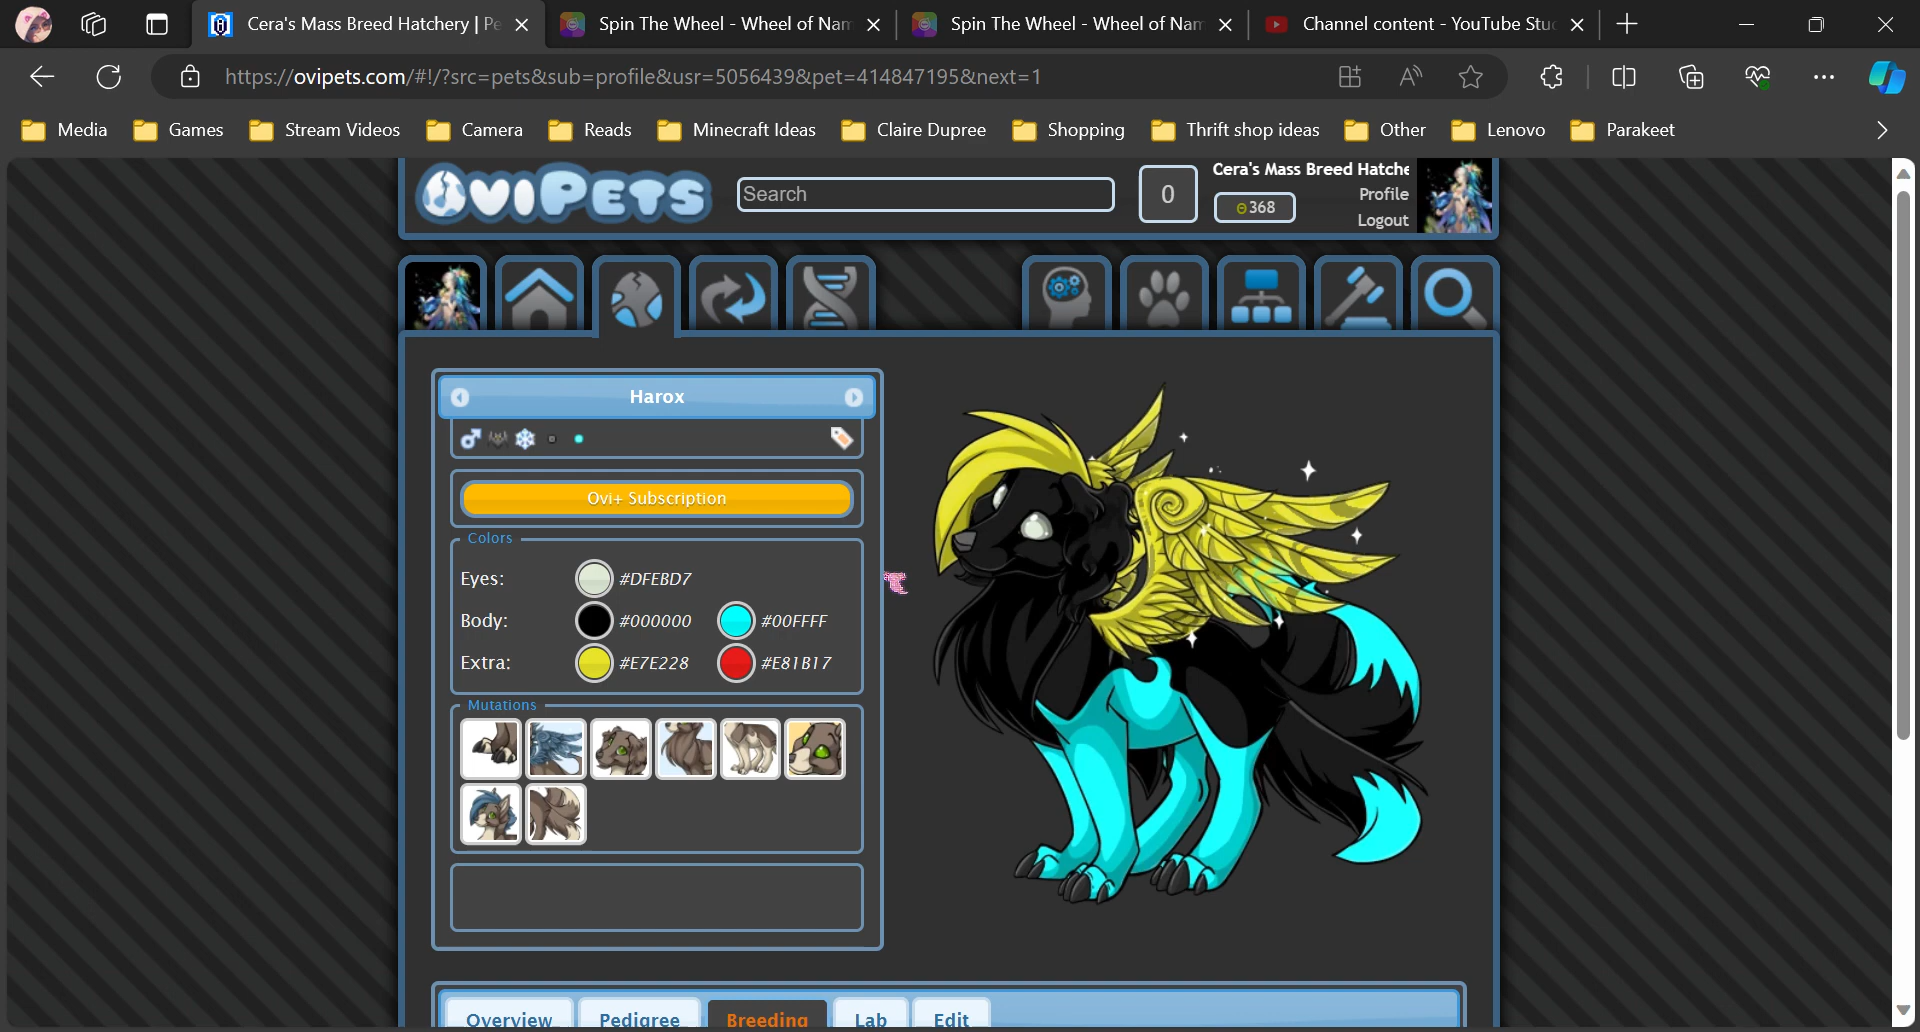 Cera's Mass Breed Hatchery | Pe
Spin The Wheel - Wheel of Nam
Spin The Wheel - Wheel of Nam
Channel content - YouTube Stu
https://ovipets.com/#!/?src=pets&sub=profile&usr=5056439&pet=414847195&next=1
Media
Games
Stream Videos
Camera
Reads
Minecraft Ideas
Claire Dupree
Shopping
Thrift shop ideas
Other
Lenovo
Parakeet
OviPets
Search
0
Cera's Mass Breed Hatche
368
Profile
Logout
Harox
Ovi+ Subscription
Colors
Eyes: #DFEBD7
Body: #000000 #00FFFF
Extra: #E7E228 #E81B17
Mutations
Overview
Pedigree
Breeding
Lab
Edit